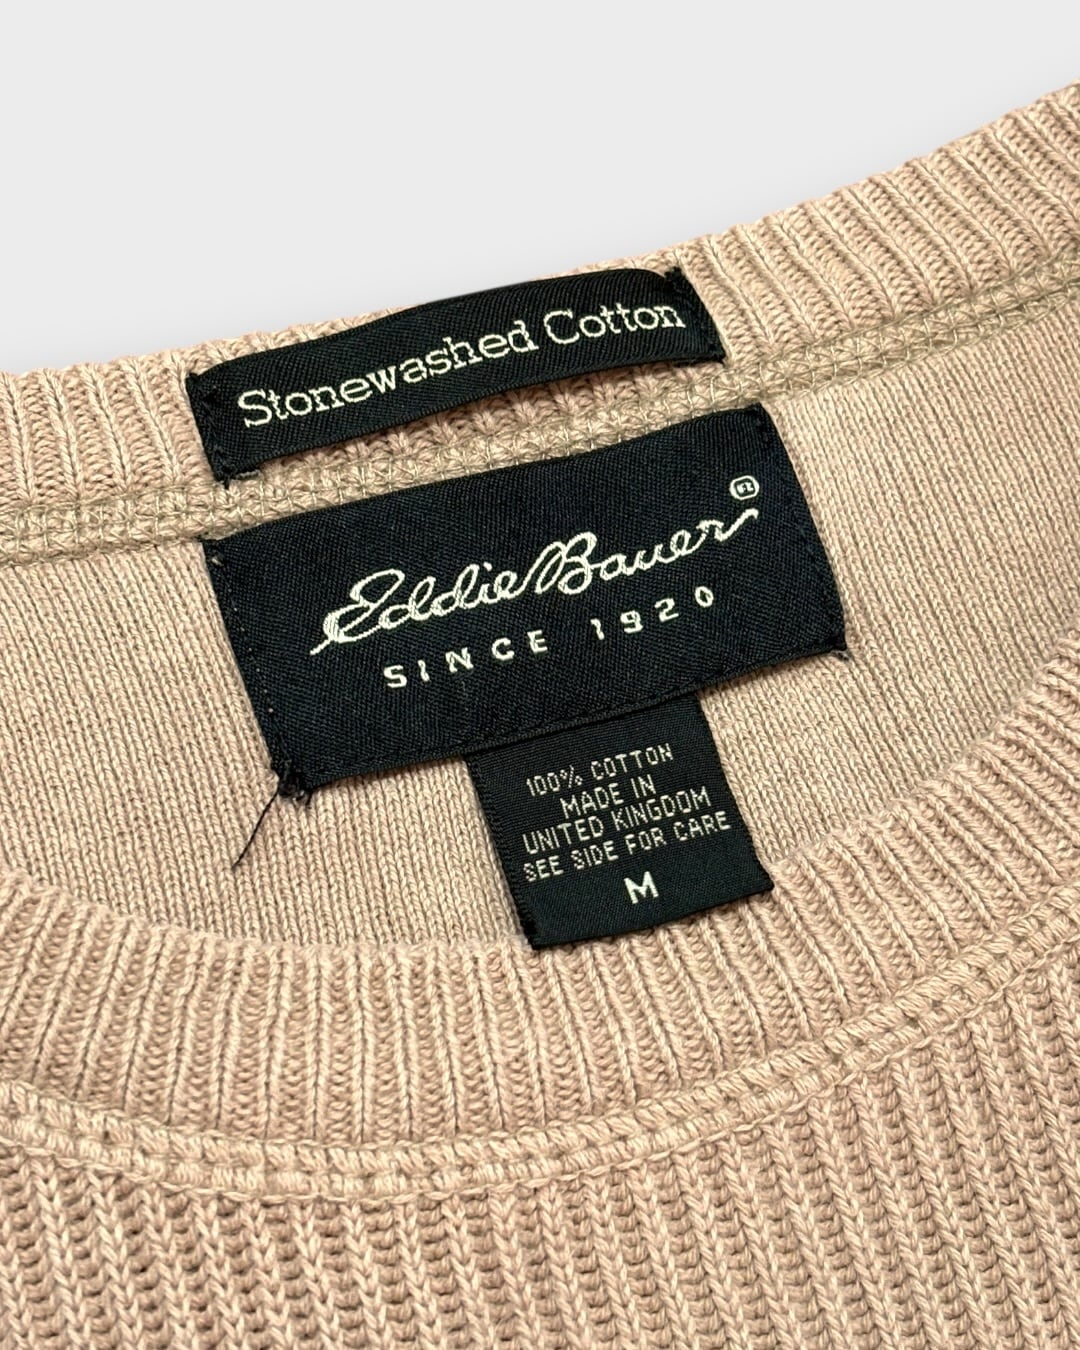 Stonewashed Cotton
Eddie Bauer®
SINCE 1920
100% COTTON
MADE IN
UNITED KINGDOM
SEE SIDE FOR CARE
M